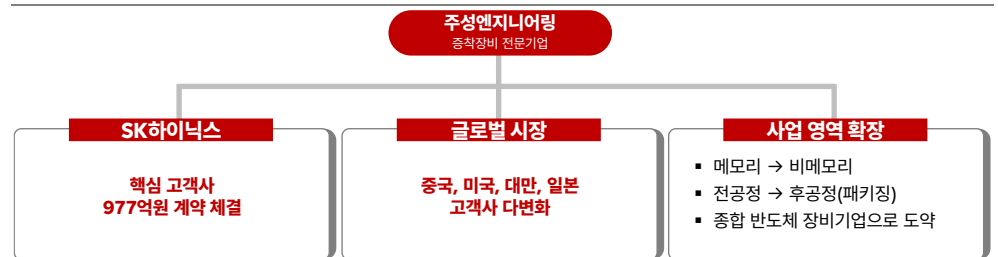 주성엔지니어링
증착장비 전문기업
SK하이닉스
핵심 고객사
977억원 계약 체결
글로벌 시장
중국, 미국, 대만, 일본
고객사 다변화
사업 영역 확장
▪ 메모리 → 비메모리
▪ 전공정 → 후공정(패키징)
▪ 종합 반도체 장비기업으로 도약